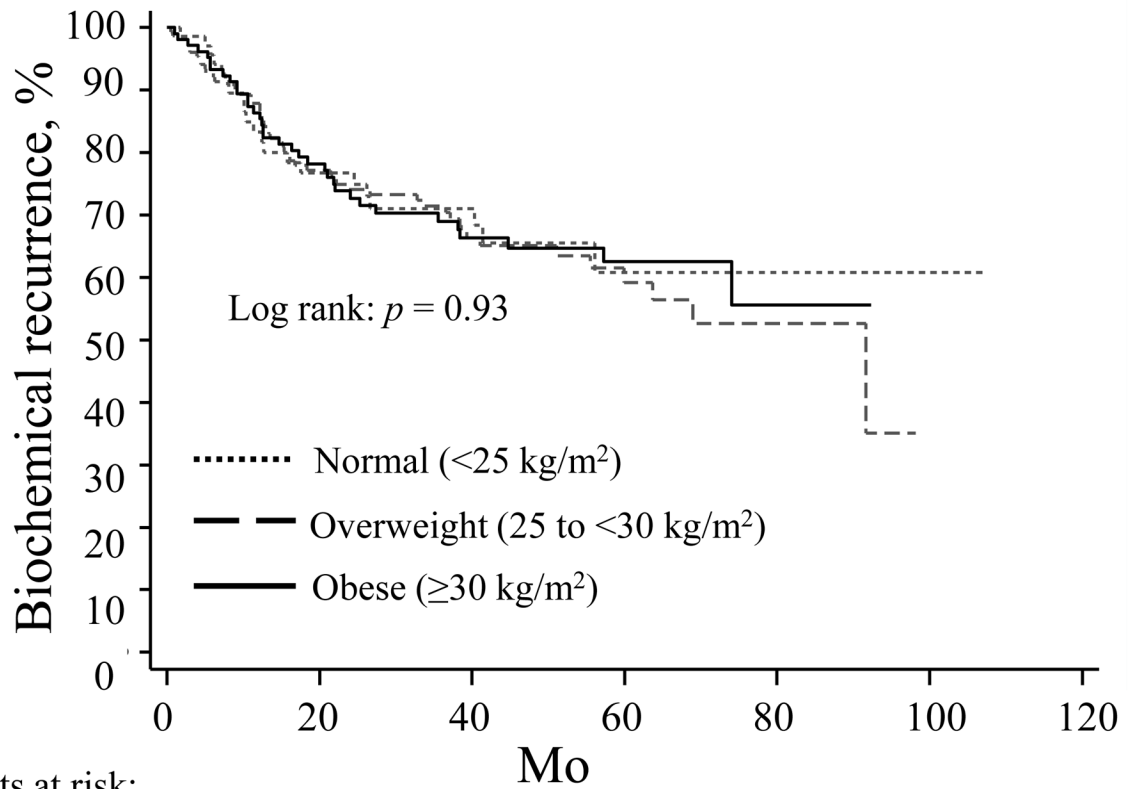 Biochemical recurrence, %
100
90
80
70
60
50
40
30
20
10
0
Log rank: p = 0.93
Normal (<25 kg/m²)
Overweight (25 to <30 kg/m²)
Obese (≥30 kg/m²)
0 20 40 60 80 100 120
Mo
ts at risk: